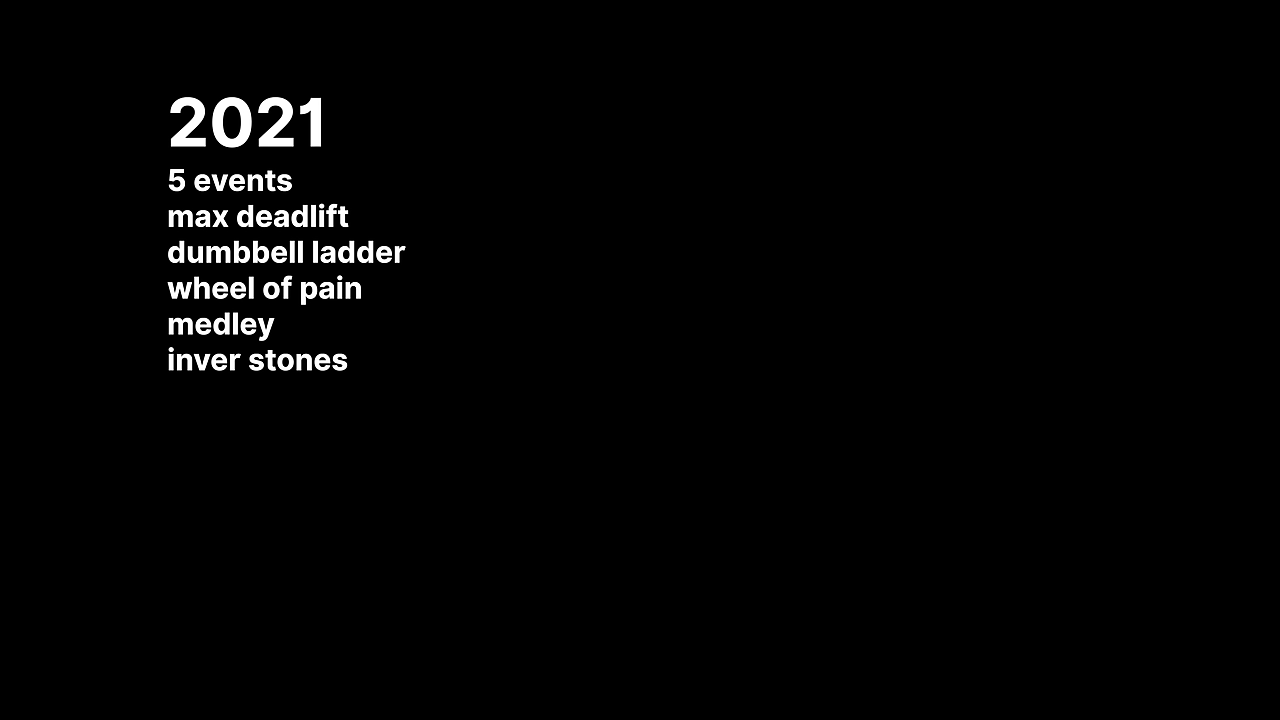 2021
5 events
max deadlift
dumbbell ladder
wheel of pain
medley
inver stones